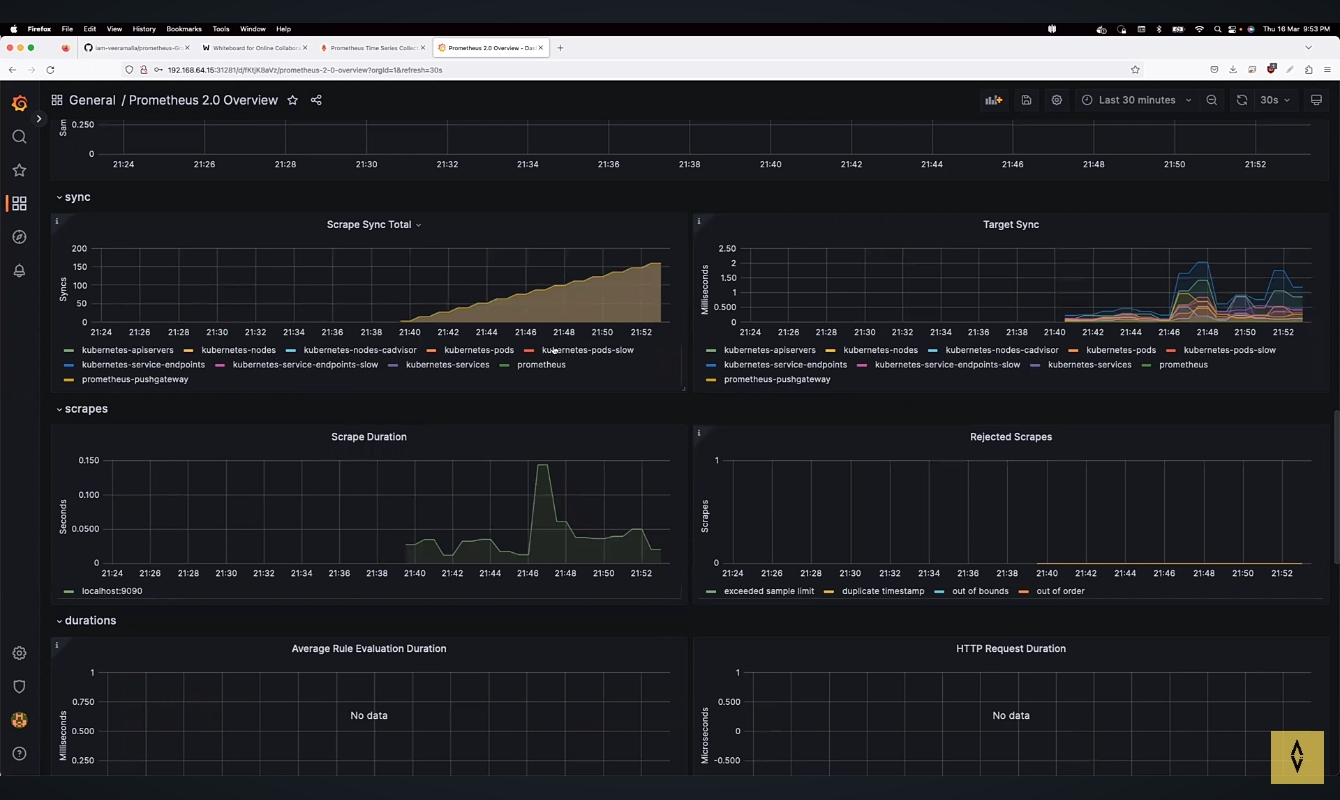 Firefox File Edit View History Bookmarks Tools Window Help Thu 16 Mar 9:53 PM
iam-veeramalla/prometheus-Gr Whiteboard for Online Collabora Prometheus Time Series Collec Prometheus 2.0 Overview - Das
192.168.64.15:31281/d/fKtjK8aVz/prometheus-2-0-overview?orgId=1&refresh=30s
General / Prometheus 2.0 Overview Last 30 minutes 30s
Sam
0.250
0
21:24 21:26 21:28 21:30 21:32 21:34 21:36 21:38 21:40 21:42 21:44 21:46 21:48 21:50 21:52
sync
Scrape Sync Total
Syncs
200
150
100
50
0
21:24 21:26 21:28 21:30 21:32 21:34 21:36 21:38 21:40 21:42 21:44 21:46 21:48 21:50 21:52
kubernetes-apiservers kubernetes-nodes kubernetes-nodes-cadvisor kubernetes-pods kubernetes-pods-slow
kubernetes-service-endpoints kubernetes-service-endpoints-slow kubernetes-services prometheus
prometheus-pushgateway
Target Sync
Milliseconds
2.50
2
1.50
1
0.500
0
21:24 21:26 21:28 21:30 21:32 21:34 21:36 21:38 21:40 21:42 21:44 21:46 21:48 21:50 21:52
kubernetes-apiservers kubernetes-nodes kubernetes-nodes-cadvisor kubernetes-pods kubernetes-pods-slow
kubernetes-service-endpoints kubernetes-service-endpoints-slow kubernetes-services prometheus
prometheus-pushgateway
scrapes
Scrape Duration
Seconds
0.150
0.100
0.0500
0
21:24 21:26 21:28 21:30 21:32 21:34 21:36 21:38 21:40 21:42 21:44 21:46 21:48 21:50 21:52
localhost:9090
Rejected Scrapes
Scrapes
1
0
21:24 21:26 21:28 21:30 21:32 21:34 21:36 21:38 21:40 21:42 21:44 21:46 21:48 21:50 21:52
exceeded sample limit duplicate timestamp out of bounds out of order
durations
Average Rule Evaluation Duration
Milliseconds
1
0.750
0.500
0.250
No data
HTTP Request Duration
Microseconds
1
0.500
0
-0.500
No data